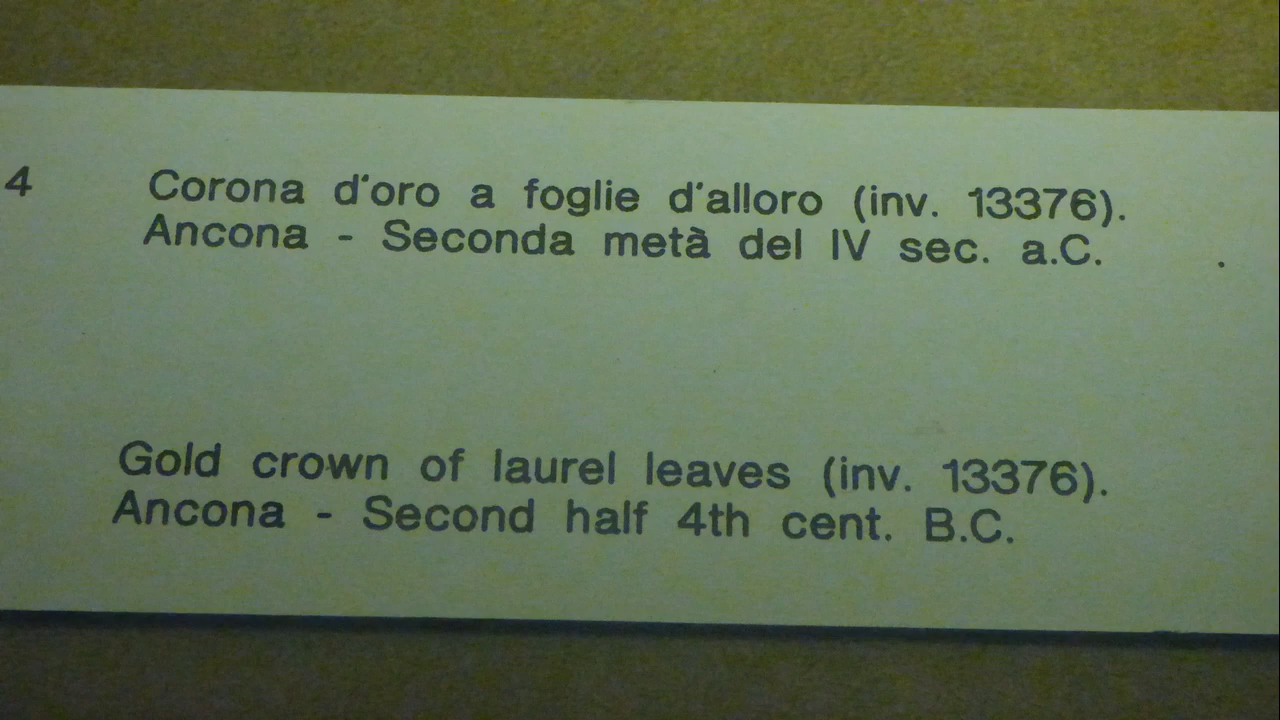 4 Corona d'oro a foglie d'alloro (inv. 13376).
Ancona - Seconda metà del IV sec. a.C.
Gold crown of laurel leaves (inv. 13376).
Ancona - Second half 4th cent. B.C.